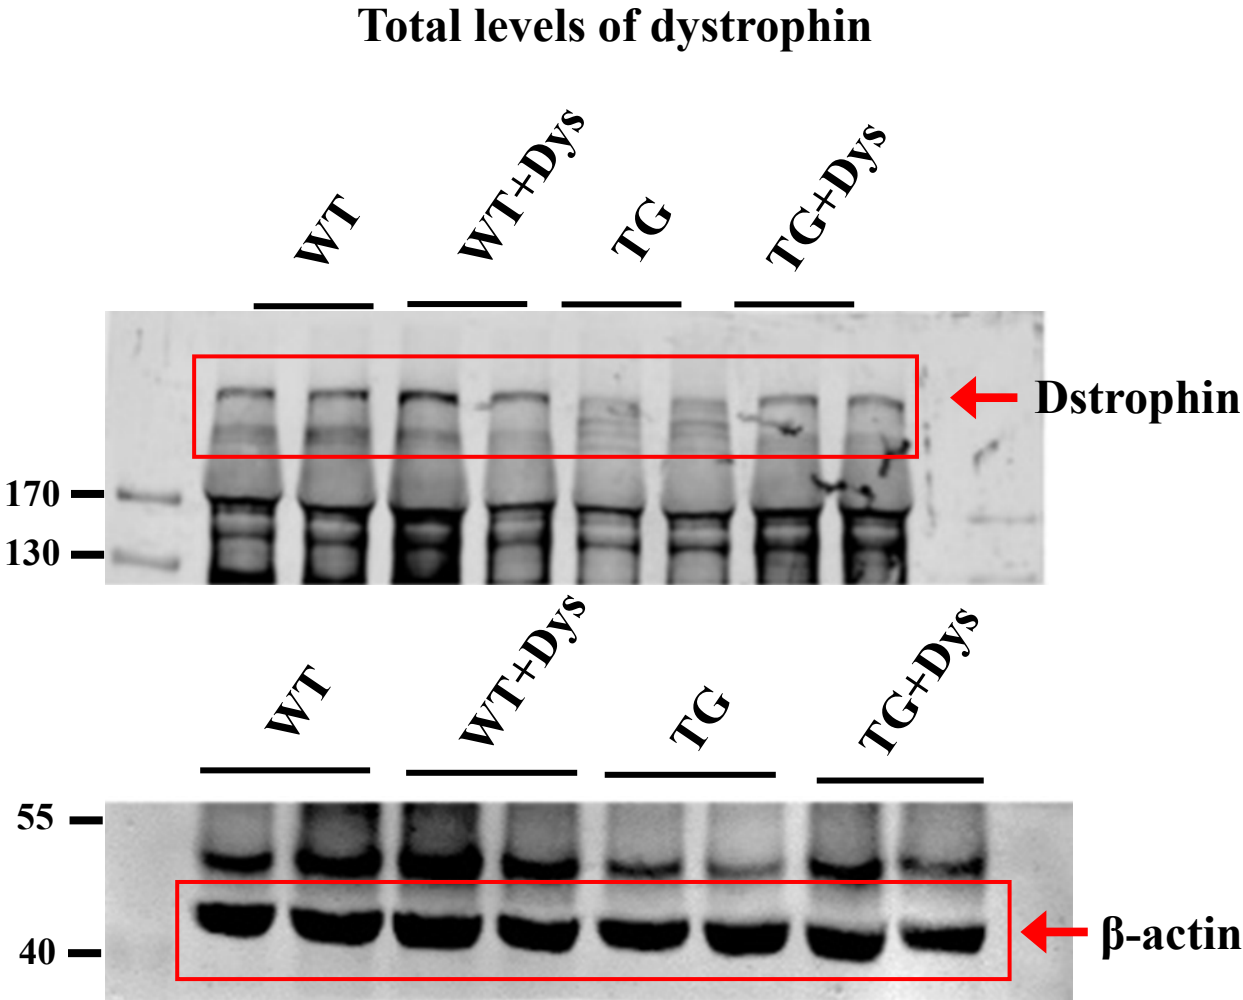 Total levels of dystrophin
WT
WT+Dys
TG
TG+Dys
Dstrophin
170
130
WT
WT+Dys
TG
TG+Dys
55
40
β-actin